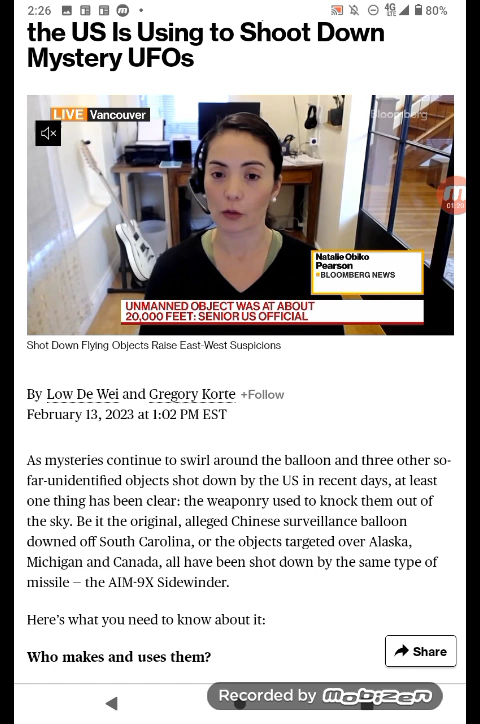 2:26
4G
LTE
80%
the US Is Using to Shoot Down
Mystery UFOs
LIVE Vancouver
Bloomberg
01:20
Natalie Obiko
Pearson
BLOOMBERG NEWS
UNMANNED OBJECT WAS AT ABOUT
20,000 FEET: SENIOR US OFFICIAL
Shot Down Flying Objects Raise East-West Suspicions
By Low De Wei and Gregory Korte +Follow
February 13, 2023 at 1:02 PM EST
As mysteries continue to swirl around the balloon and three other so-
far-unidentified objects shot down by the US in recent days, at least
one thing has been clear: the weaponry used to knock them out of
the sky. Be it the original, alleged Chinese surveillance balloon
downed off South Carolina, or the objects targeted over Alaska,
Michigan and Canada, all have been shot down by the same type of
missile — the AIM-9X Sidewinder.
Here’s what you need to know about it:
Share
Who makes and uses them?
Recorded by mobizen